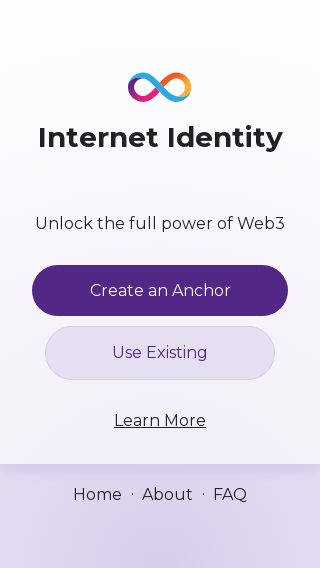 Internet Identity
Unlock the full power of Web3
Create an Anchor
Use Existing
Learn More
Home · About · FAQ